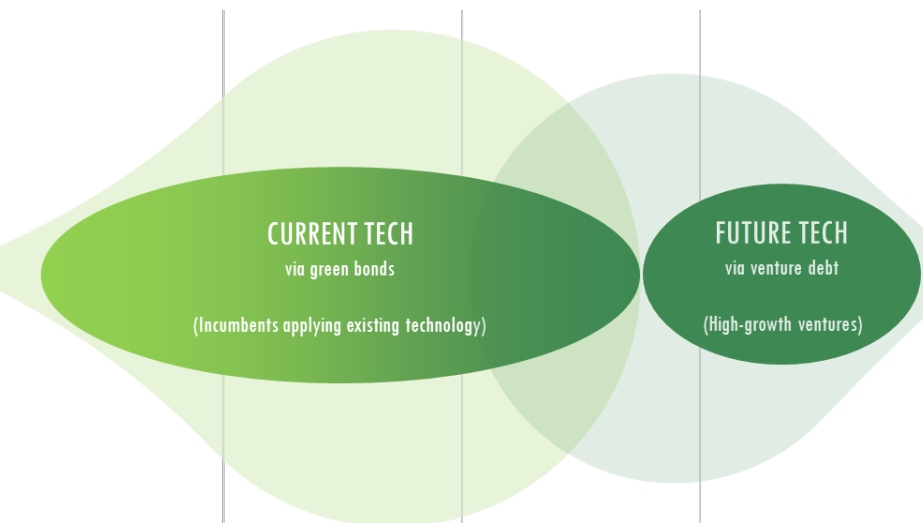 CURRENT TECH
via green bonds
(Incumbents applying existing technology)
FUTURE TECH
via venture debt
(High-growth ventures)